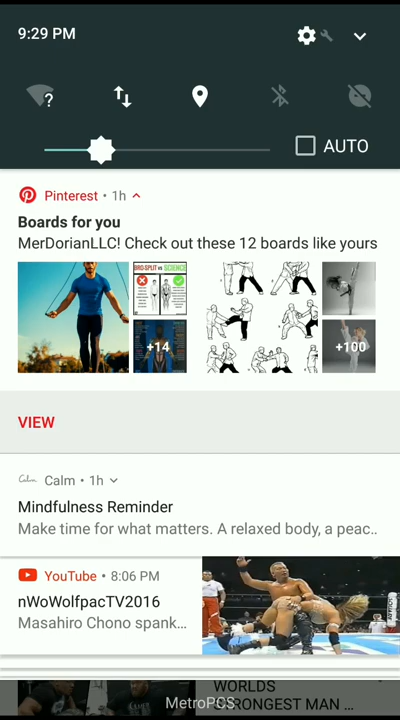 9:29 PM
AUTO
Pinterest • 1h
Boards for you
MerDorianLLC! Check out these 12 boards like yours
BRO-SPLIT vs SCIENCE
+14
+100
VIEW
Calm
Calm • 1h
Mindfulness Reminder
Make time for what matters. A relaxed body, a peac..
YouTube • 8:06 PM
nWoWolfpacTV2016
Masahiro Chono spank...
WORLDS
STRONGEST MAN ...
MetroPCS